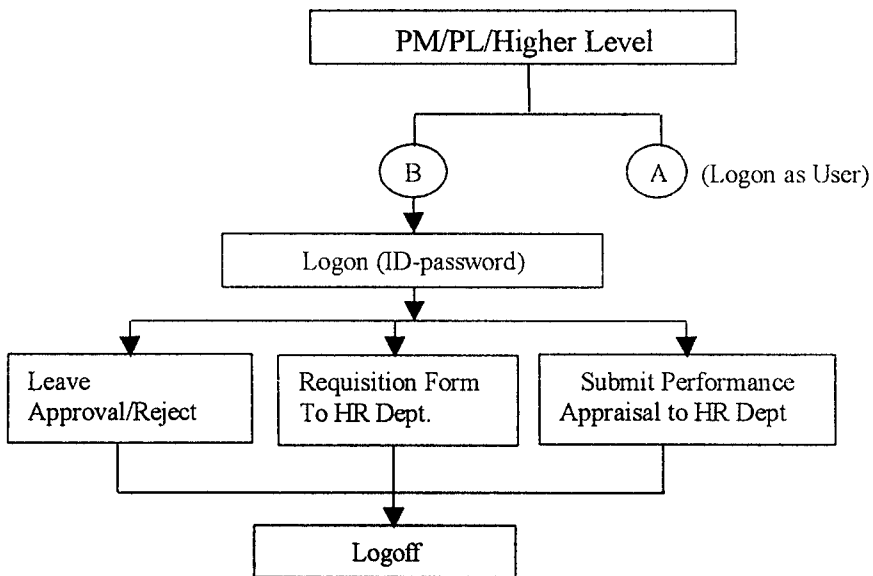 PM/PL/Higher Level
B
A
(Logon as User)
Logon (ID-password)
Leave
Approval/Reject
Requisition Form
To HR Dept.
Submit Performance
Appraisal to HR Dept
Logoff